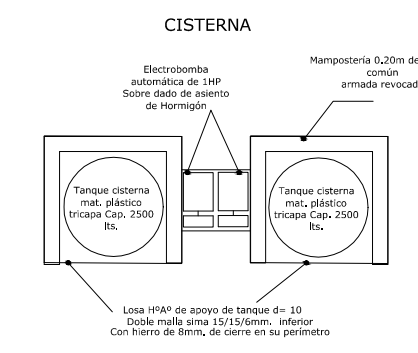 CISTERNA
Electrobomba
automática de 1HP
Sobre dado de asiento
de Hormigón
Mampostería 0.20m de
común
armada revocad
Tanque cisterna
mat. plástico
tricapa Cap. 2500
lts.
Tanque cisterna
mat. plástico
tricapa Cap. 2500
lts.
Losa HºAº de apoyo de tanque d= 10
Doble malla sima 15/15/6mm. inferior
Con hierro de 8mm. de cierre en su perímetro